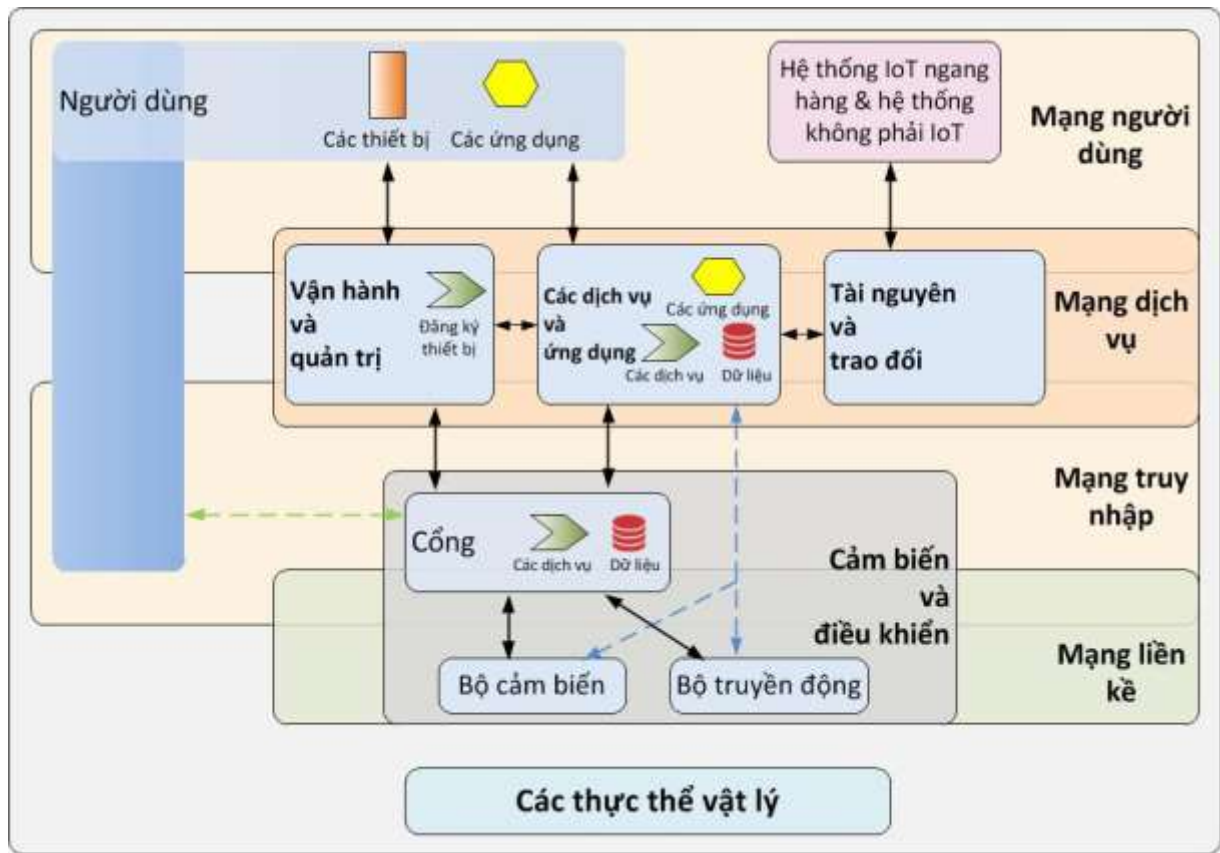 Người dùng
Các thiết bị
Các ứng dụng
Hệ thống IoT ngang
hàng & hệ thống
không phải IoT
Mạng người
dùng
Vận hành
và
quản trị
Đăng ký
thiết bị
Các dịch vụ
và
ứng dụng
Các ứng dụng
Các dịch vụ
Dữ liệu
Tài nguyên
và
trao đổi
Mạng dịch
vụ
Cổng
Các dịch vụ
Dữ liệu
Mạng truy
nhập
Cảm biến
và
điều khiển
Bộ cảm biến
Bộ truyền động
Mạng liền
kề
Các thực thể vật lý